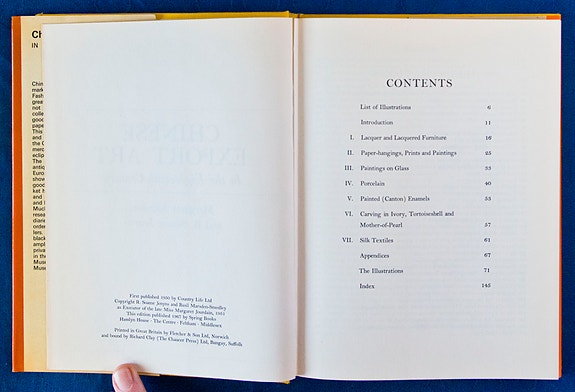 IN
First published 1950 by Country Life Ltd
Copyright R. Soame Jenyns and Basil Marsden-Smedley
as Executor of the late Miss Margaret Jourdain, 1951
This edition published 1967 by Spring Books
Hamlyn House · The Centre · Feltham · Middlesex
Printed in Great Britain by Fletcher & Son Ltd, Norwich
and bound by Richard Clay (The Chaucer Press) Ltd, Bungay, Suffolk
CONTENTS
List of Illustrations 6
Introduction 11
I. Lacquer and Lacquered Furniture 16
II. Paper-hangings, Prints and Paintings 25
III. Paintings on Glass 33
IV. Porcelain 40
V. Painted (Canton) Enamels 53
VI. Carving in Ivory, Tortoiseshell and
Mother-of-Pearl 57
VII. Silk Textiles 61
Appendices 67
The Illustrations 71
Index 145